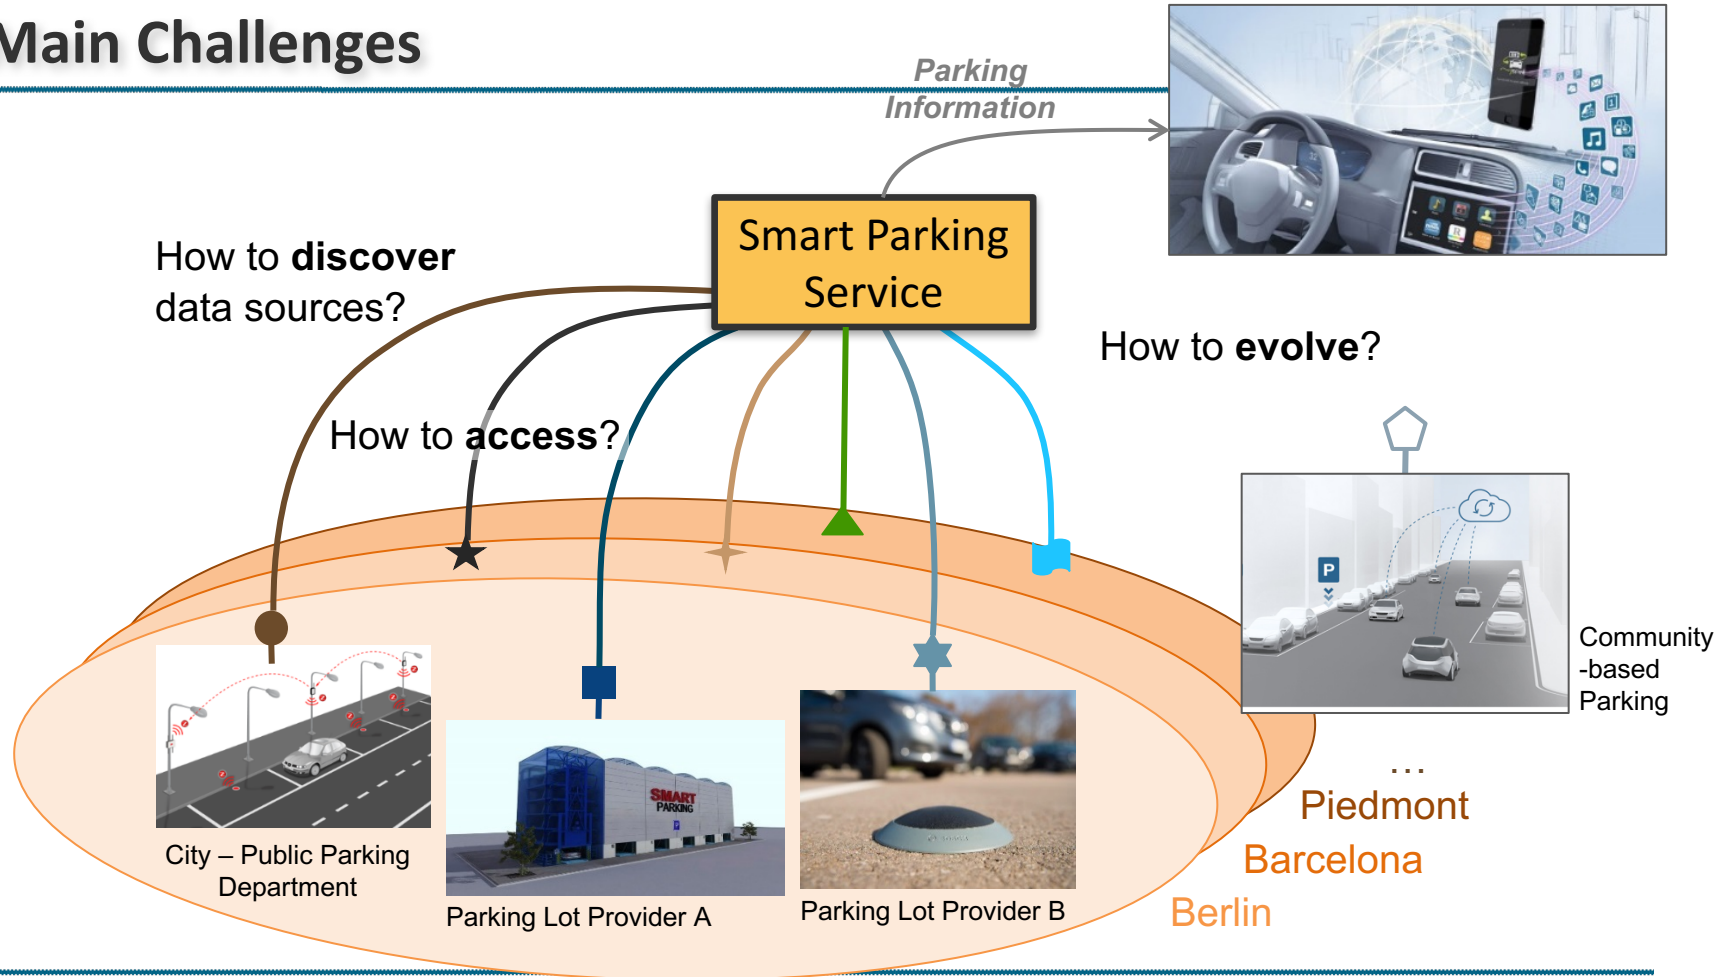 Main Challenges
Parking
Information
Smart Parking
Service
How to discover
data sources?
How to access?
How to evolve?
P
Community
-based
Parking
SMART
PARKING
City – Public Parking
Department
Parking Lot Provider A
Parking Lot Provider B
...
Piedmont
Barcelona
Berlin